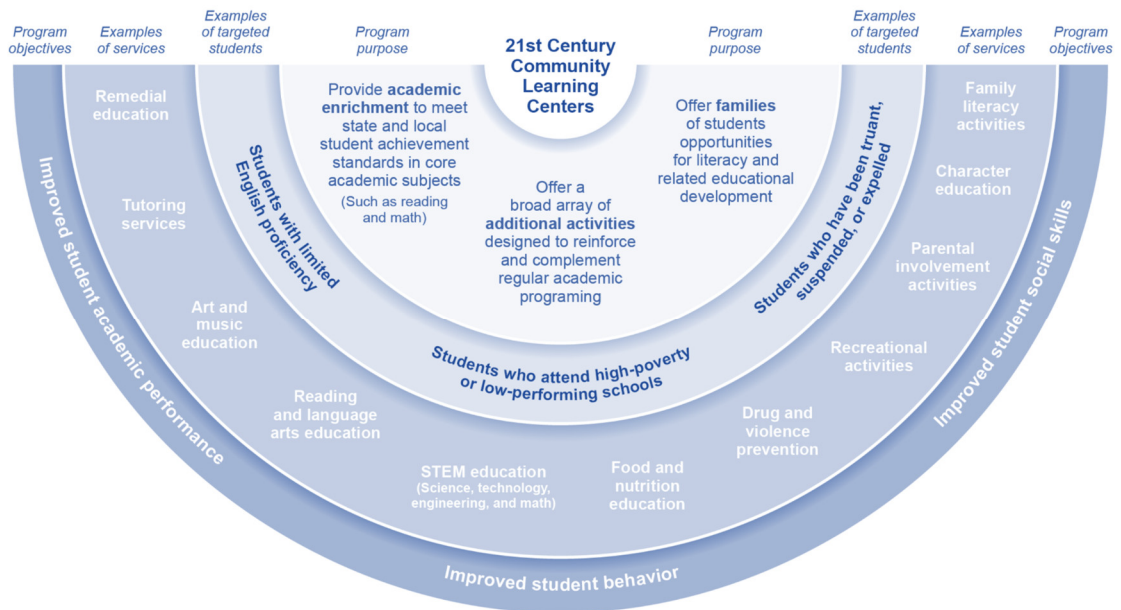 Program
objectives
Examples
of services
Examples
of targeted
students
Program
purpose
21st Century
Community
Learning
Centers
Program
purpose
Examples
of targeted
students
Examples
of services
Program
objectives
Provide academic
enrichment to meet
state and local
student achievement
standards in core
academic subjects
(Such as reading
and math)
Offer a
broad array of
additional activities
designed to reinforce
and complement
regular academic
programing
Offer families
of students
opportunities
for literacy and
related educational
development
Students with limited
English proficiency
Students who attend high-poverty
or low-performing schools
Students who have been truant,
suspended, or expelled
Remedial
education
Tutoring
services
Art and
music
education
Reading
and language
arts education
STEM education
(Science, technology,
engineering, and math)
Food and
nutrition
education
Drug and
violence
prevention
Recreational
activities
Parental
involvement
activities
Character
education
Family
literacy
activities
Improved student academic performance
Improved student behavior
Improved student social skills